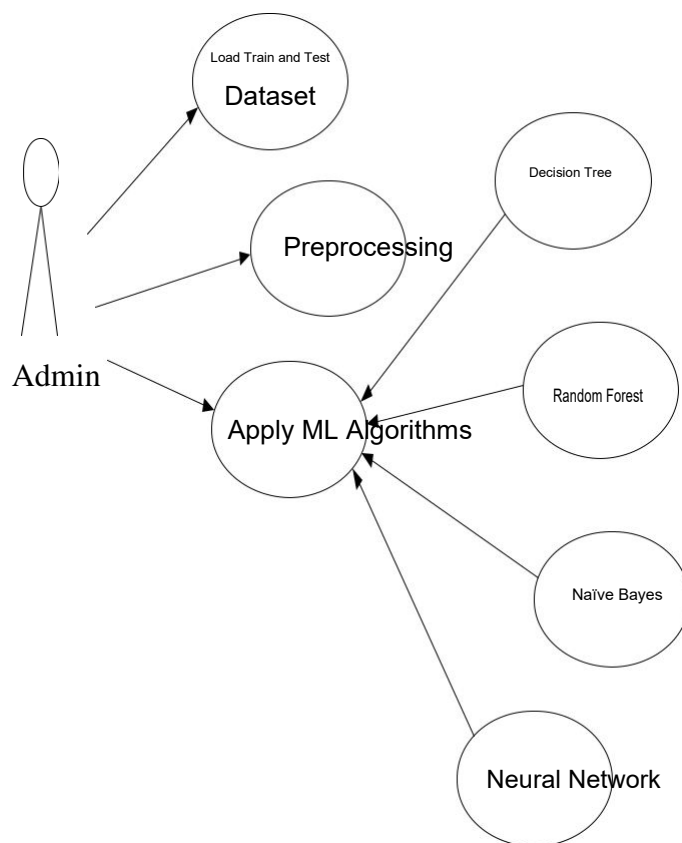 Load Train and Test
Dataset
Decision Tree
Preprocessing
Admin
Random Forest
Apply ML Algorithms
Naïve Bayes
Neural Network